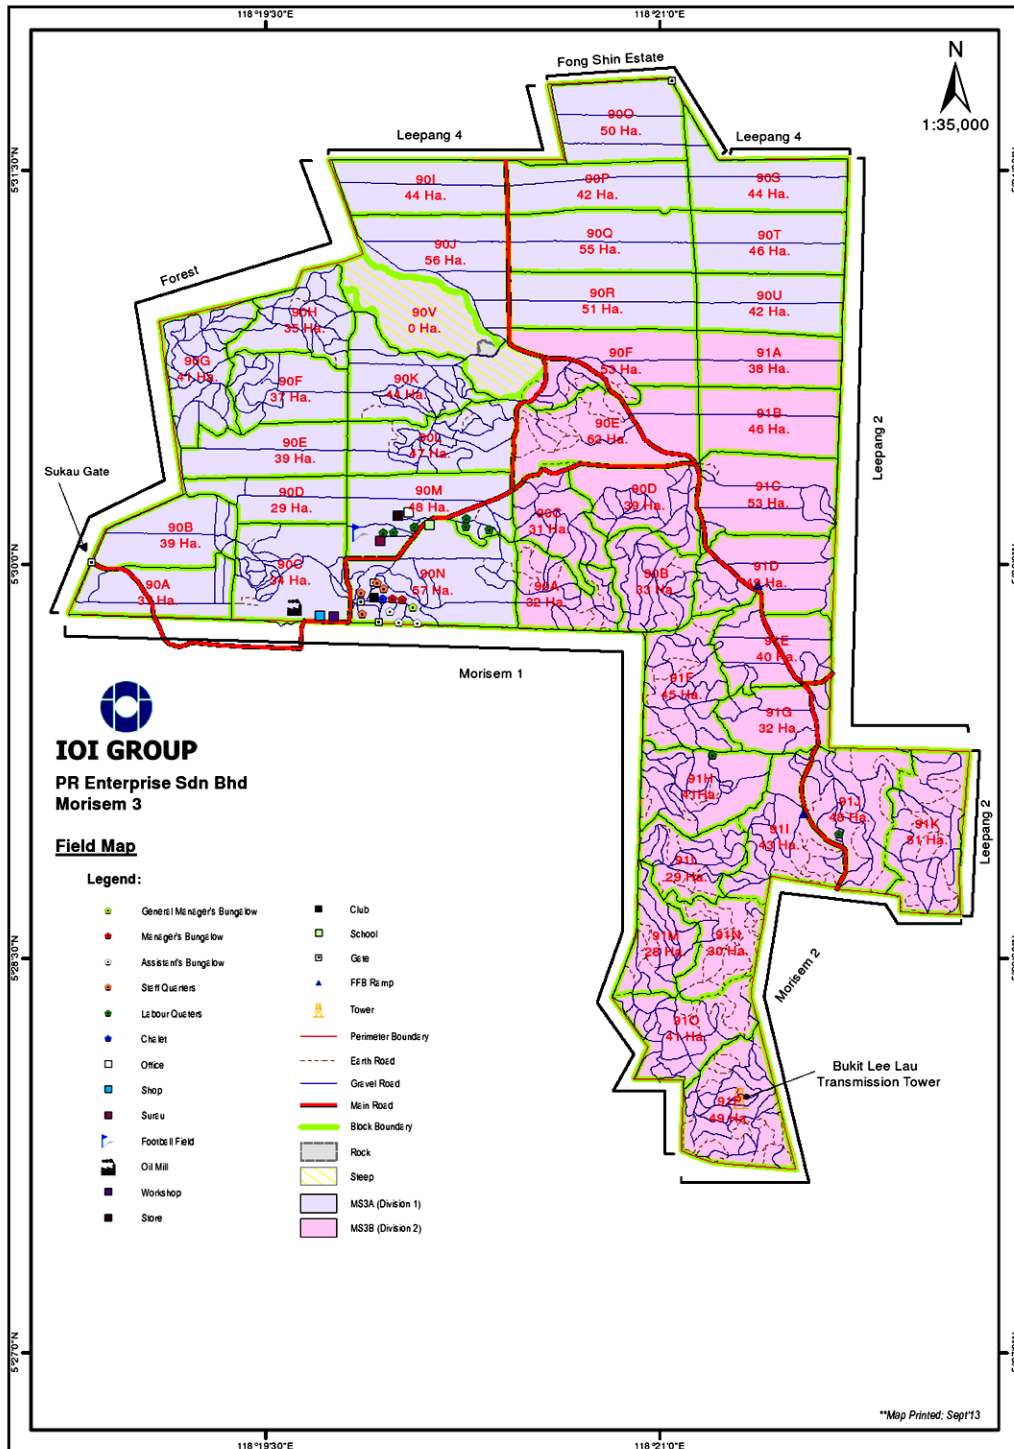 118°19'30"E
118°21'0"E
Fong Shin Estate
N
1:35,000
Leepang 4
Leepang 4
90O
50 Ha.
5°31'30"N
90I
44 Ha.
90P
42 Ha.
90S
44 Ha.
90J
56 Ha.
90Q
55 Ha.
90T
46 Ha.
Forest
90R
51 Ha.
90U
42 Ha.
90H
35 Ha.
90V
0 Ha.
90G
41 Ha.
90F
53 Ha.
91A
38 Ha.
90F
37 Ha.
90K
44 Ha.
90E
62 Ha.
91B
46 Ha.
Leepang 2
90E
39 Ha.
47 Ha.
Sukau Gate
90D
29 Ha.
90M
48 Ha.
90D
39 Ha.
91C
53 Ha.
90C
31 Ha.
90B
39 Ha.
5°30'0"N
90A
90C
34 Ha.
90N
57 Ha.
90A
32 Ha.
90B
33 Ha.
91D
91E
40 Ha.
Morisem 1
91F
45 Ha.
91G
32 Ha
IOI GROUP
PR Enterprise Sdn Bhd
Morisem 3
91H
41 Ha.
91J
48 Ha.
91I
43 Ha.
91K
51 Ha.
Leepang 2
Field Map
91L
29 Ha.
Legend:
General Manager's Bungalow
Manager's Bungalow
Assistant's Bungalow
Staff Quarters
Labour Quaters
Chalet
Office
Shop
Surau
Football Field
Oil Mill
Workshop
Store
Club
School
Gate
FFB Ramp
Tower
Perimeter Boundary
Earth Road
Gravel Road
Main Road
Block Boundary
Rock
Steep
MS3A (Division 1)
MS3B (Division 2)
91M
28 Ha.
91N
30 Ha.
5°28'30"N
Morisem 2
91O
41 Ha.
Bukit Lee Lau
Transmission Tower
91P
49 Ha.
5°27'0"N
**Map Printed: Sept'13
118°19'30"E
118°21'0"E